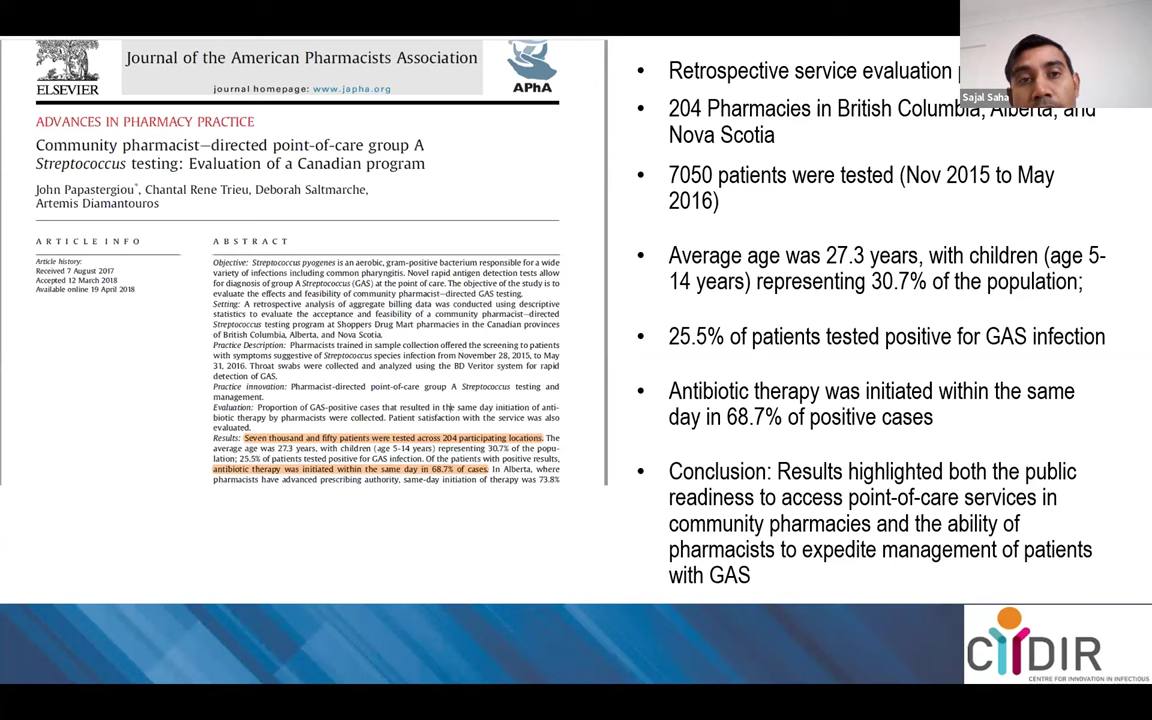 Journal of the American Pharmacists Association
ELSEVIER
journal homepage: www.japha.org
APhA
ADVANCES IN PHARMACY PRACTICE
Community pharmacist—directed point-of-care group A
Streptococcus testing: Evaluation of a Canadian program
John Papastergiou*, Chantal Rene Trieu, Deborah Saltmarche,
Artemis Diamantouros
ARTICLE INFO
Article history:
Received 7 August 2017
Accepted 12 March 2018
Available online 19 April 2018
ABSTRACT
Objective: Streptococcus pyogenes is an aerobic, gram-positive bacterium responsible for a wide
variety of infections including common pharyngitis. Novel rapid antigen detection tests allow
for diagnosis of group A Streptococcus (GAS) at the point of care. The objective of the study is to
evaluate the effects and feasibility of community pharmacist—directed GAS testing.
Setting: A retrospective analysis of aggregate billing data was conducted using descriptive
statistics to evaluate the acceptance and feasibility of a community pharmacist—directed
Streptococcus testing program at Shoppers Drug Mart pharmacies in the Canadian provinces
of British Columbia, Alberta, and Nova Scotia.
Practice Description: Pharmacists trained in sample collection offered the screening to patients
with symptoms suggestive of Streptococcus species infection from November 28, 2015, to May
31, 2016. Throat swabs were collected and analyzed using the BD Veritor system for rapid
detection of GAS.
Practice innovation: Pharmacist-directed point-of-care group A Streptococcus testing and
management.
Evaluation: Proportion of GAS-positive cases that resulted in the same day initiation of anti-
biotic therapy by pharmacists were collected. Patient satisfaction with the service was also
evaluated.
Results: Seven thousand and fifty patients were tested across 204 participating locations. The
average age was 27.3 years, with children (age 5-14 years) representing 30.7% of the popu-
lation; 25.5% of patients tested positive for GAS infection. Of the patients with positive results,
antibiotic therapy was initiated within the same day in 68.7% of cases. In Alberta, where
pharmacists have advanced prescribing authority, same-day initiation of therapy was 73.8%
• Retrospective service evaluation
• 204 Pharmacies in British Columbia, Alberta, and
Nova Scotia
• 7050 patients were tested (Nov 2015 to May
2016)
• Average age was 27.3 years, with children (age 5-
14 years) representing 30.7% of the population;
• 25.5% of patients tested positive for GAS infection
• Antibiotic therapy was initiated within the same
day in 68.7% of positive cases
• Conclusion: Results highlighted both the public
readiness to access point-of-care services in
community pharmacies and the ability of
pharmacists to expedite management of patients
with GAS
Sajal Saha
CIDIR
CENTRE FOR INNOVATION IN INFECTIOUS